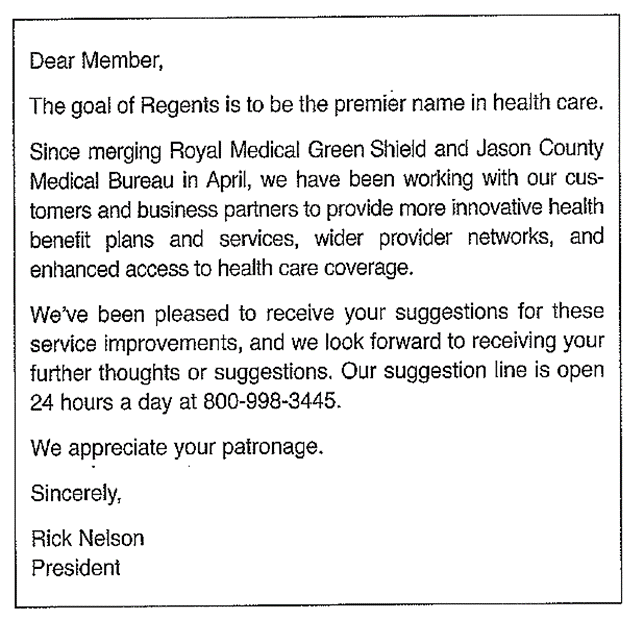 Dear Member,
The goal of Regents is to be the premier name in health care.
Since merging Royal Medical Green Shield and Jason County
Medical Bureau in April, we have been working with our cus-
tomers and business partners to provide more innovative health
benefit plans and services, wider provider networks, and
enhanced access to health care coverage.
We've been pleased to receive your suggestions for these
service improvements, and we look forward to receiving your
further thoughts or suggestions. Our suggestion line is open
24 hours a day at 800-998-3445.
We appreciate your patronage.
Sincerely,
Rick Nelson
President